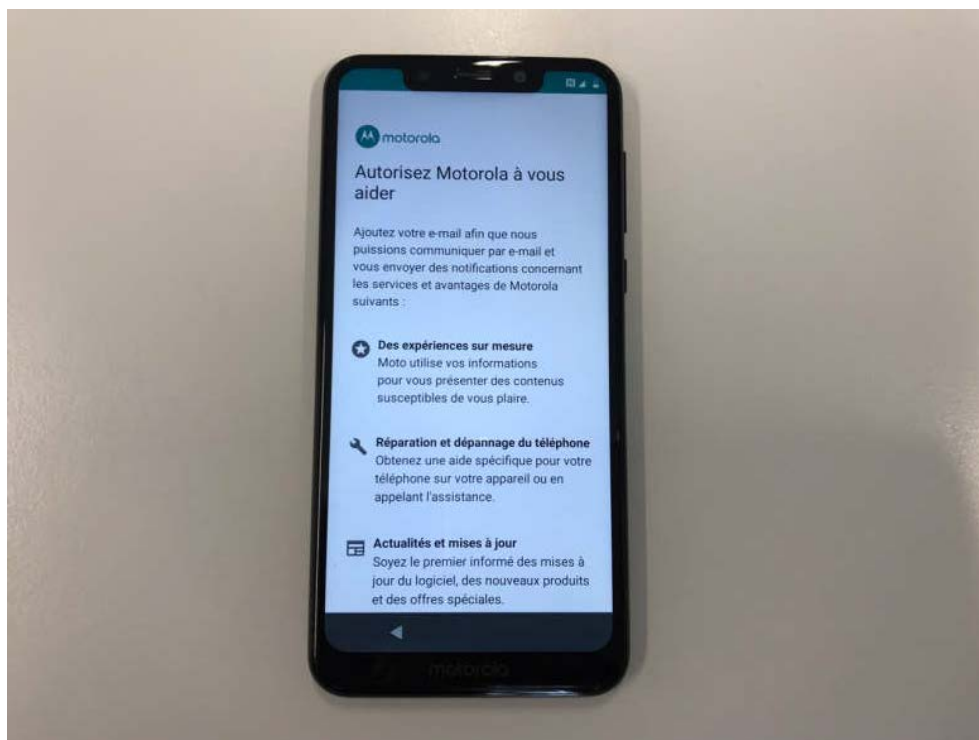 motorola
Autorisez Motorola à vous
aider
Ajoutez votre e-mail afin que nous
puissions communiquer par e-mail et
vous envoyer des notifications concernant
les services et avantages de Motorola
suivants :
Des expériences sur mesure
Moto utilise vos informations
pour vous présenter des contenus
susceptibles de vous plaire.
Réparation et dépannage du téléphone
Obtenez une aide spécifique pour votre
téléphone sur votre appareil ou en
appelant l'assistance.
Actualités et mises à jour
Soyez le premier informé des mises à
jour du logiciel, des nouveaux produits
et des offres spéciales.
motorola